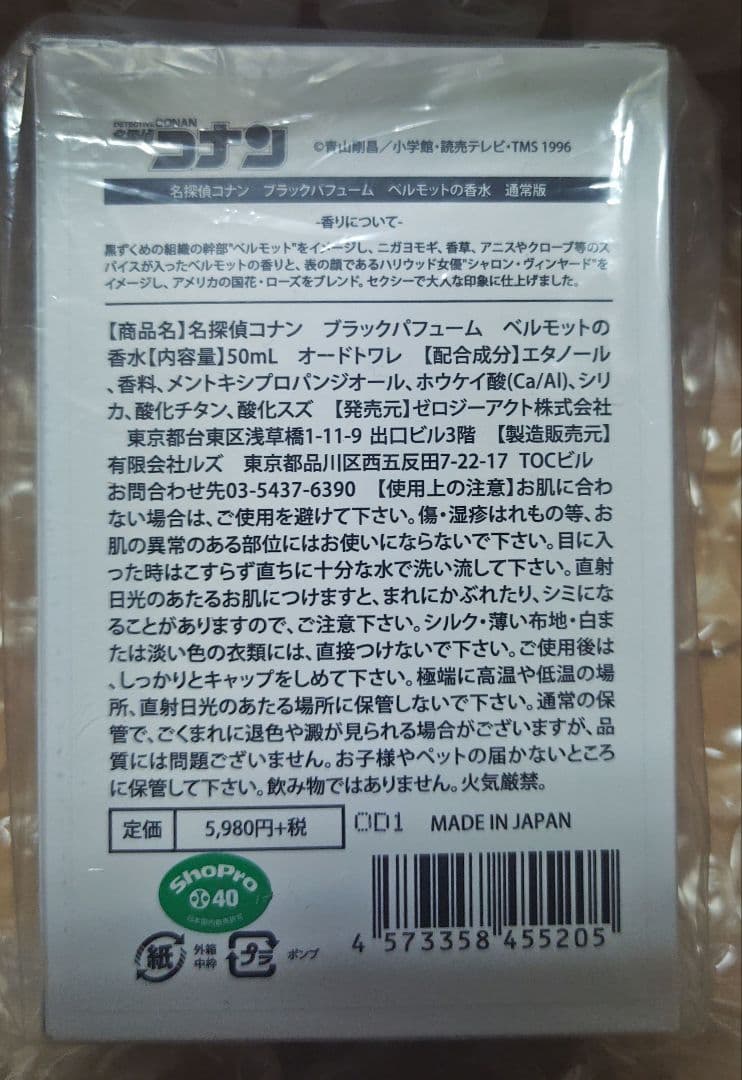 DETECTIVE CONAN
名探偵
コナン
©青山剛昌／小学館・読売テレビ・TMS 1996
名探偵コナン　ブラックパフューム　ベルモットの香水　通常版
-香りについて-
黒ずくめの組織の幹部"ベルモット"をイメージし、ニガヨモギ、香草、アニスやクローブ等のス
パイスが入ったベルモットの香りと、表の顔であるハリウッド女優"シャロン・ヴィンヤード"を
イメージし、アメリカの国花・ローズをブレンド。セクシーで大人な印象に仕上げました。
【商品名】名探偵コナン　ブラックパフューム　ベルモットの
香水【内容量】50mL　オードトワレ　【配合成分】エタノール
、香料、メントキシプロパンジオール、ホウケイ酸(Ca/Al)、シリ
カ、酸化チタン、酸化スズ　【発売元】ゼロジーアクト株式会社
東京都台東区浅草橋1-11-9 出口ビル3階　【製造販売元】
有限会社ルズ　東京都品川区西五反田7-22-17 TOCビル
お問合わせ先03-5437-6390　【使用上の注意】お肌に合わ
ない場合は、ご使用を避けて下さい。傷・湿疹はれもの等、お
肌の異常のある部位にはお使いにならないで下さい。目に入
った時はこすらず直ちに十分な水で洗い流して下さい。直射
日光のあたるお肌につけますと、まれにかぶれたり、シミにな
ることがありますので、ご注意下さい。シルク・薄い布地・白ま
たは淡い色の衣類には、直接つけないで下さい。ご使用後は
、しっかりとキャップをしめて下さい。極端に高温や低温の場
所、直射日光のあたる場所に保管しないで下さい。通常の保
管で、ごくまれに退色や澱が見られる場合がございますが、品
質には問題ございません。お子様やペットの届かないところ
に保管して下さい。飲み物ではありません。火気厳禁。
定価 5,980円+税 OD1 MADE IN JAPAN
ShoPro
40
日本国内販売許可
紙 外箱 中枠 プラ ポンプ
4 573358 455205